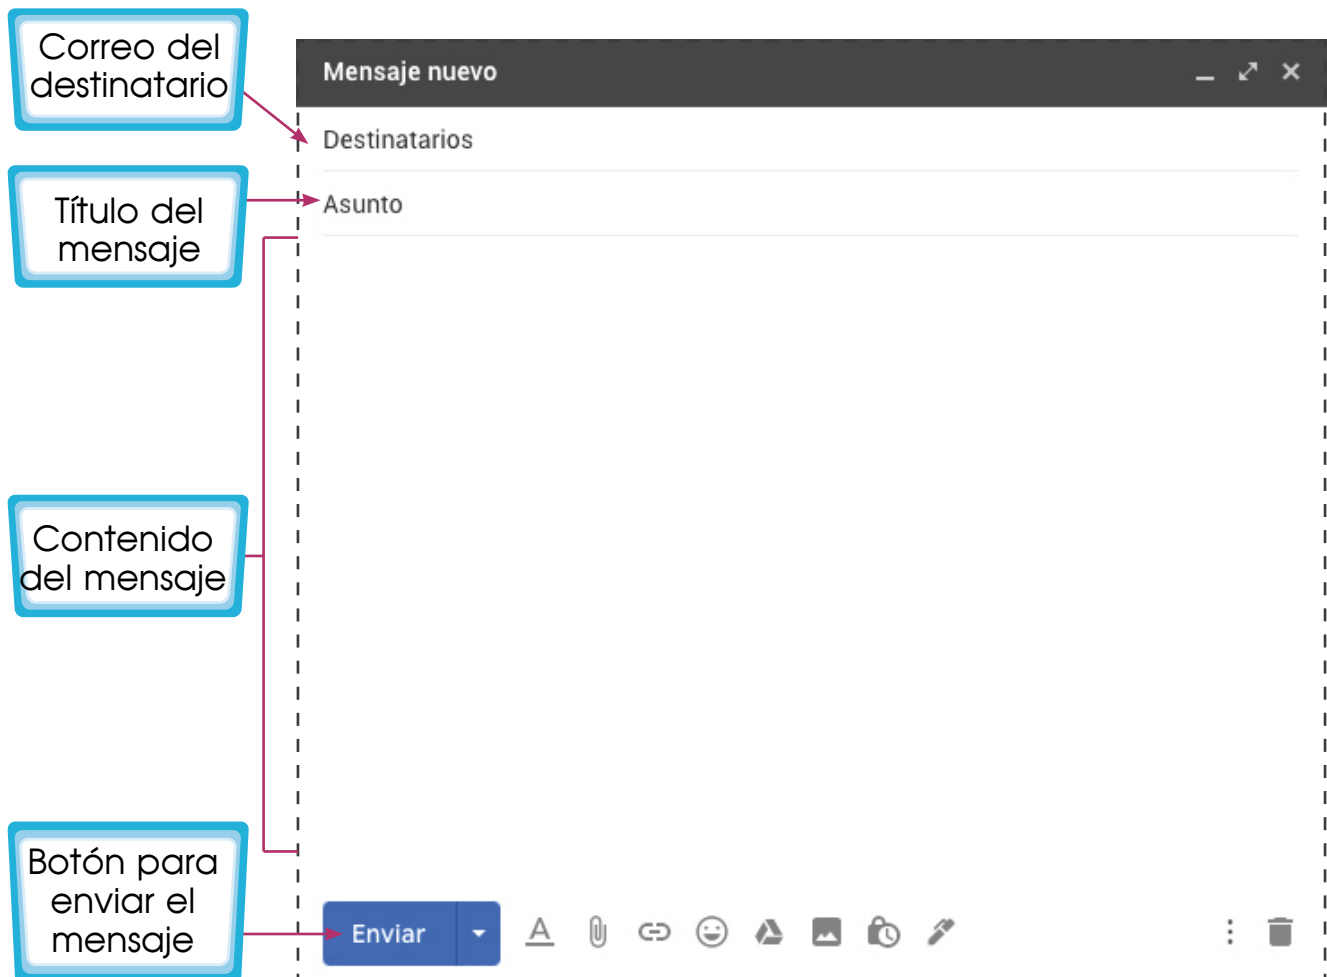 Correo del
destinatario
Mensaje nuevo
Destinatarios
Título del
mensaje
Asunto
Contenido
del mensaje
Botón para
enviar el
mensaje
Enviar